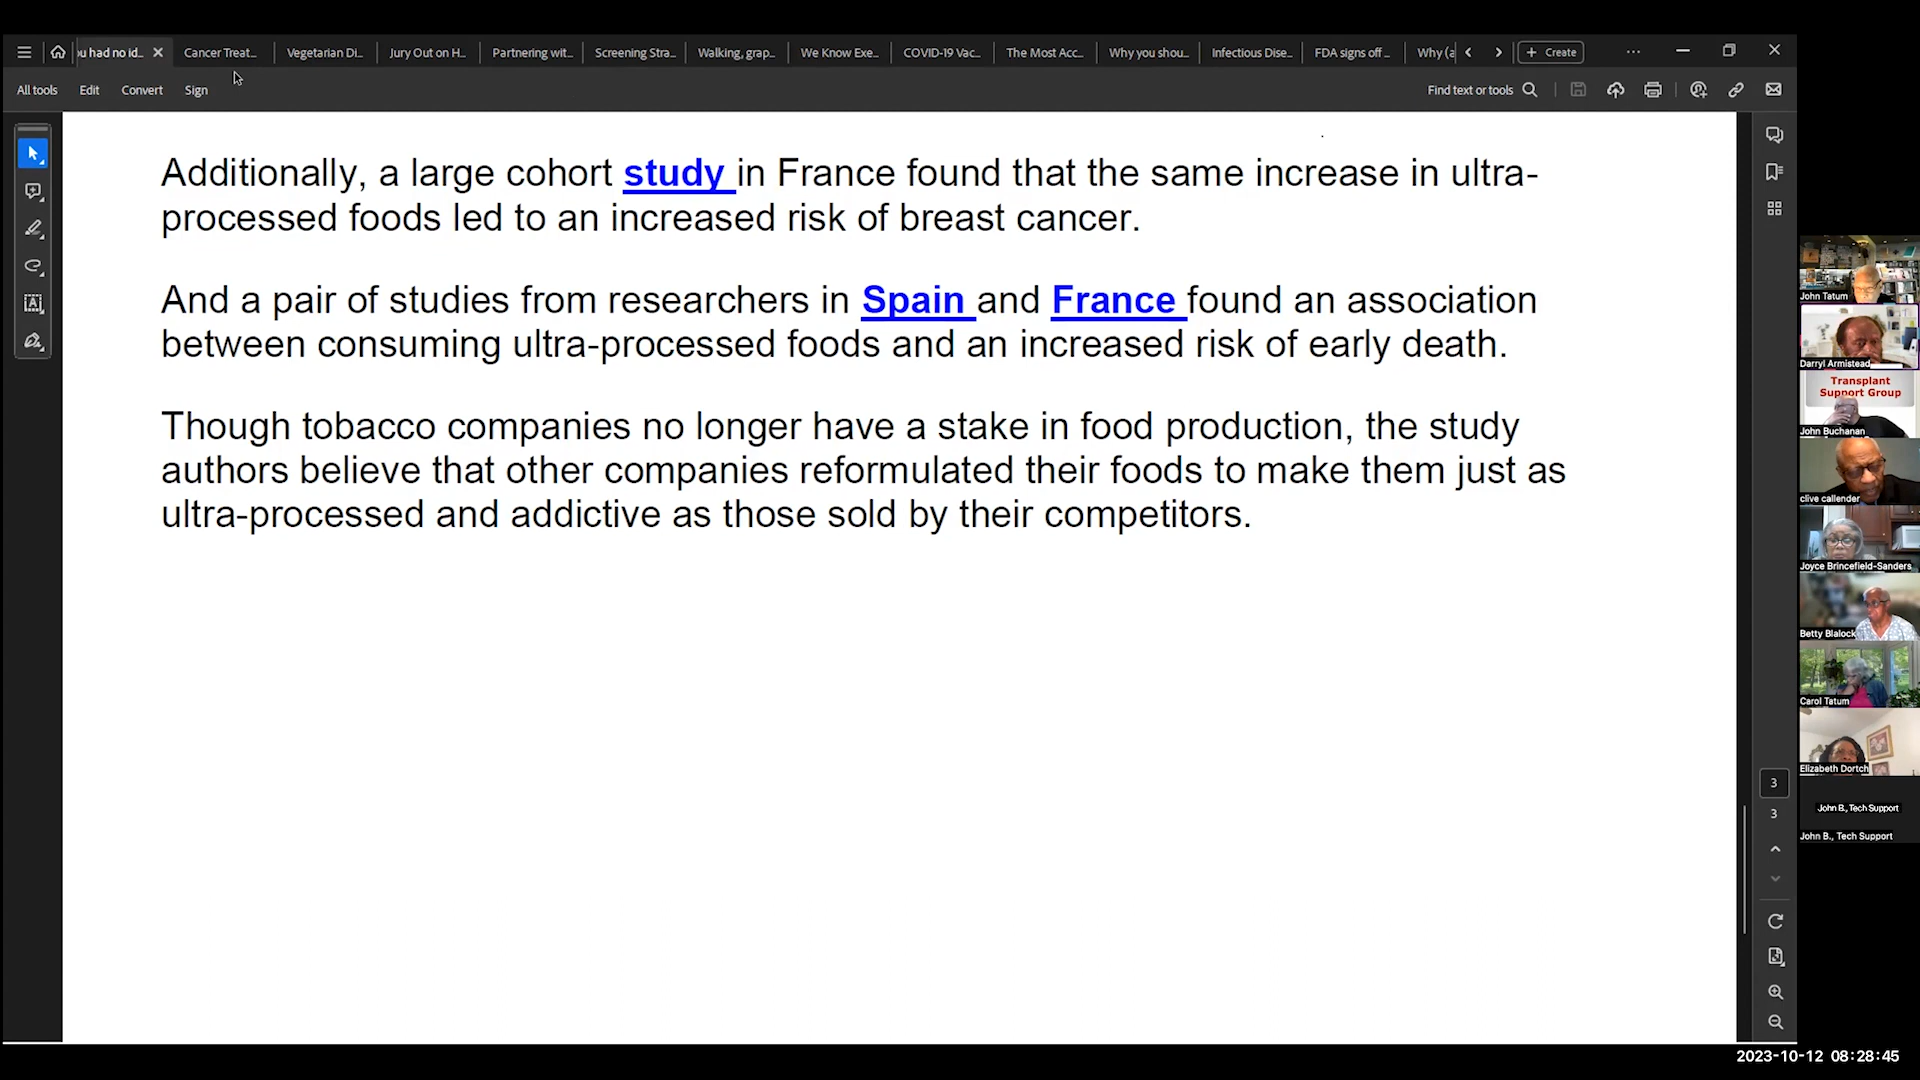 ou had no id...
Cancer Treat...
Vegetarian Di...
Jury Out on H...
Partnering wit...
Screening Stra...
Walking, grap...
We Know Exe...
COVID-19 Vac...
The Most Acc...
Why you shou...
Infectious Dise...
FDA signs off ...
Why (a
Create
All tools
Edit
Convert
Sign
Find text or tools
Additionally, a large cohort study in France found that the same increase in ultra-
processed foods led to an increased risk of breast cancer.
And a pair of studies from researchers in Spain and France found an association
between consuming ultra-processed foods and an increased risk of early death.
Though tobacco companies no longer have a stake in food production, the study
authors believe that other companies reformulated their foods to make them just as
ultra-processed and addictive as those sold by their competitors.
3
3
John Tatum
Darryl Armistead
Transplant
Support Group
John Buchanan
clive callender
Joyce Brincefield-Sanders
Betty Blalock
Carol Tatum
Elizabeth Dortch
John B., Tech Support
John B., Tech Support
2023-10-12 08:28:45